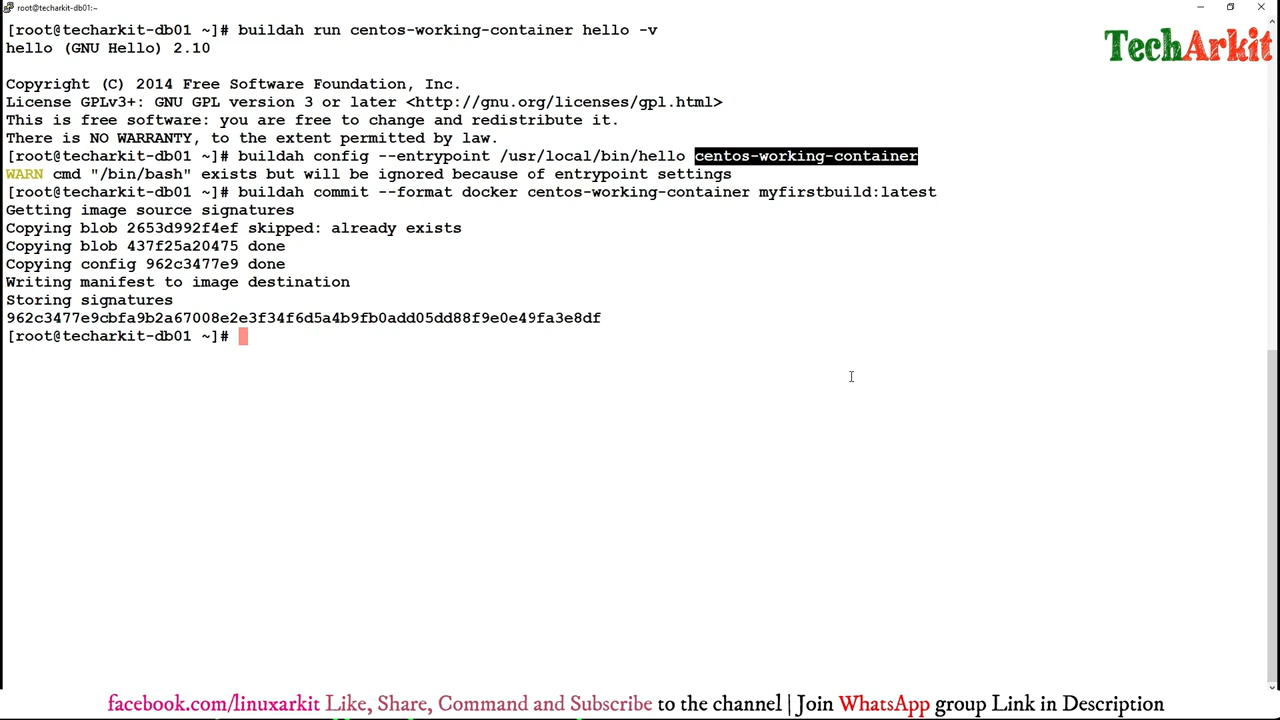 root@techarkit-db01:~
[root@techarkit-db01 ~]# buildah run centos-working-container hello -v
TechArkit
hello (GNU Hello) 2.10
Copyright (C) 2014 Free Software Foundation, Inc.
License GPLv3+: GNU GPL version 3 or later <http://gnu.org/licenses/gpl.html>
This is free software: you are free to change and redistribute it.
There is NO WARRANTY, to the extent permitted by law.
[root@techarkit-db01 ~]# buildah config --entrypoint /usr/local/bin/hello centos-working-container
WARN cmd "/bin/bash" exists but will be ignored because of entrypoint settings
[root@techarkit-db01 ~]# buildah commit --format docker centos-working-container myfirstbuild:latest
Getting image source signatures
Copying blob 2653d992f4ef skipped: already exists
Copying blob 437f25a20475 done
Copying config 962c3477e9 done
Writing manifest to image destination
Storing signatures
962c3477e9cbfa9b2a67008e2e3f34f6d5a4b9fb0add05dd88f9e0e49fa3e8df
[root@techarkit-db01 ~]#
facebook.com/linuxarkit Like, Share, Command and Subscribe to the channel | Join WhatsApp group Link in Description